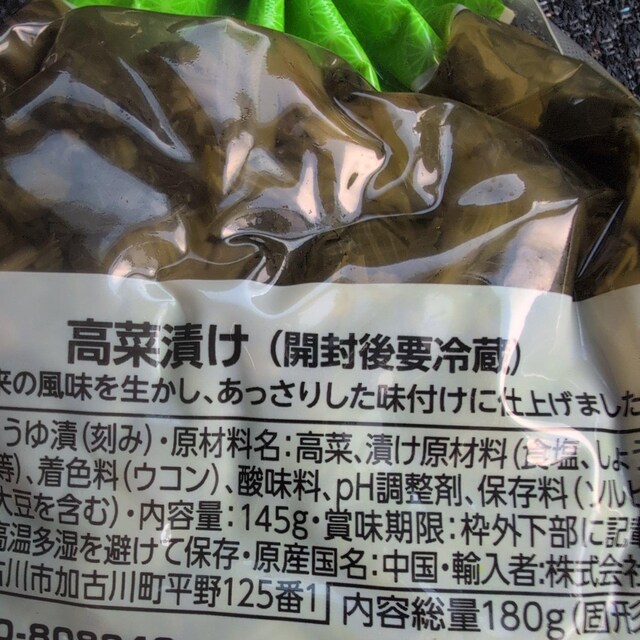 高菜漬け（開封後要冷蔵）
来の風味を生かし、あっさりした味付けに仕上げました
うゆ漬（刻み）・原材料名：高菜、漬け原材料（食塩、しょう
等）、着色料（ウコン）、酸味料、pH調整剤、保存料（ソルビ
大豆を含む）・内容量：145g・賞味期限：枠外下部に記
高温多湿を避けて保存・原産国名：中国・輸入者：株式会社
古川市加古川町平野125番1 内容総量180g（固形